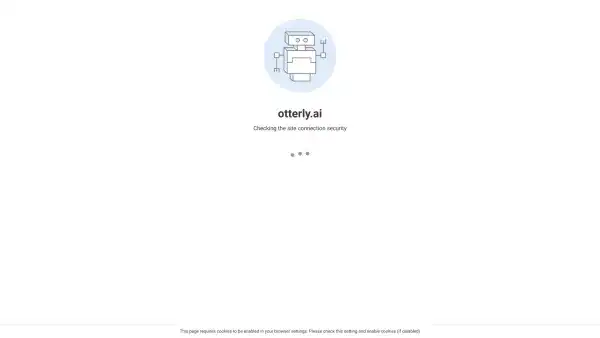 otterly.ai
Checking the site connection security
This page requires cookies to be enabled in your browser settings. Please check this setting and enable cookies (if disabled)